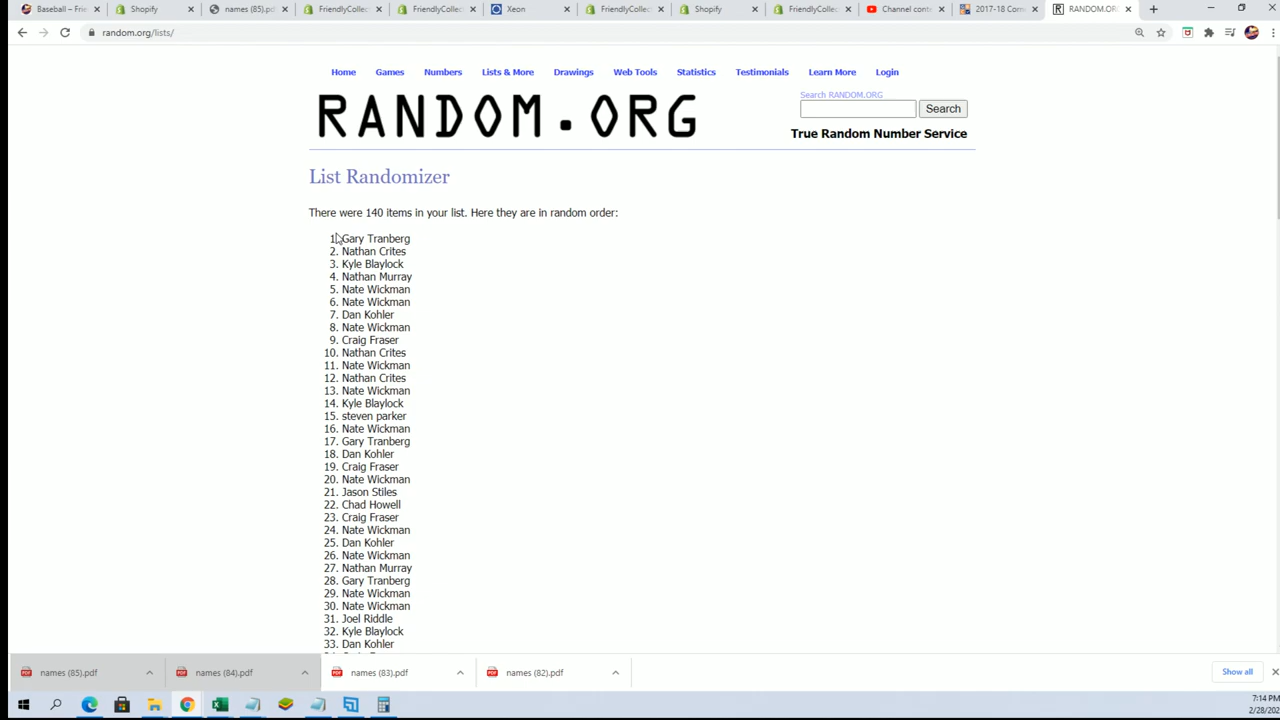 Baseball – Frie
Shopify
names (85).pd
FriendlyCollec
FriendlyCollec
Xeon
FriendlyCollec
Shopify
FriendlyCollec
Channel cont
2017-18 Corne
RANDOM.OR
random.org/lists/
Home Games Numbers Lists & More Drawings Web Tools Statistics Testimonials Learn More Login
RANDOM.ORG
Search RANDOM.ORG
Search
True Random Number Service
List Randomizer
There were 140 items in your list. Here they are in random order:
1. Gary Tranberg
2. Nathan Crites
3. Kyle Blaylock
4. Nathan Murray
5. Nate Wickman
6. Nate Wickman
7. Dan Kohler
8. Nate Wickman
9. Craig Fraser
10. Nathan Crites
11. Nate Wickman
12. Nathan Crites
13. Nate Wickman
14. Kyle Blaylock
15. steven parker
16. Nate Wickman
17. Gary Tranberg
18. Dan Kohler
19. Craig Fraser
20. Nate Wickman
21. Jason Stiles
22. Chad Howell
23. Craig Fraser
24. Nate Wickman
25. Dan Kohler
26. Nate Wickman
27. Nathan Murray
28. Gary Tranberg
29. Nate Wickman
30. Nate Wickman
31. Joel Riddle
32. Kyle Blaylock
33. Dan Kohler
names (85).pdf
names (84).pdf
names (83).pdf
names (82).pdf
Show all
7:14 PM
2/28/202